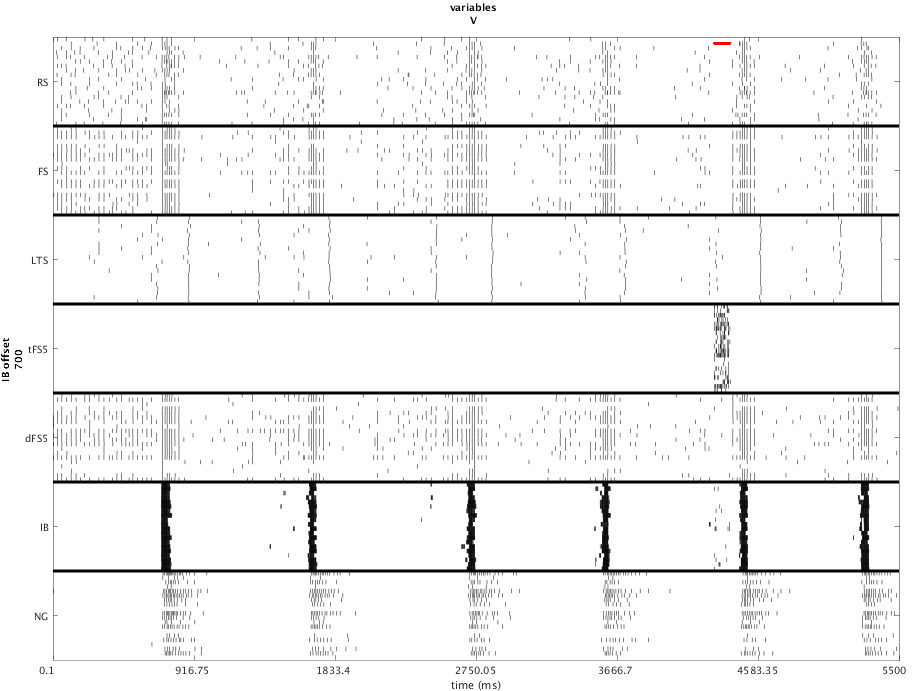 variables
V
RS
FS
LTS
tFS5
dFS5
IB
NG
IB offset
700
0.1 916.75 1833.4 2750.05 3666.7 4583.35 5500
time (ms)